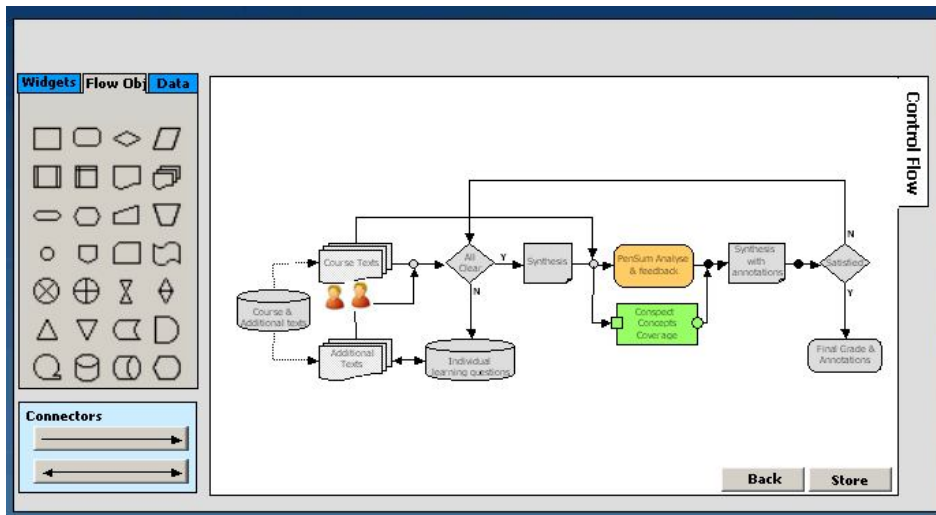 Widgets
Flow Obj
Data
Control Flow
Course Texts
All
Clear
Y
N
Synthesis
PenSum Analyse
& feedback
Synthesis
with
annotations
Satisfied
N
Y
Course &
Additional texts
Conspect
Concepts
Coverage
Additional
Texts
Individual
learning questions
Final Grade &
Annotations
Connectors
Back
Store